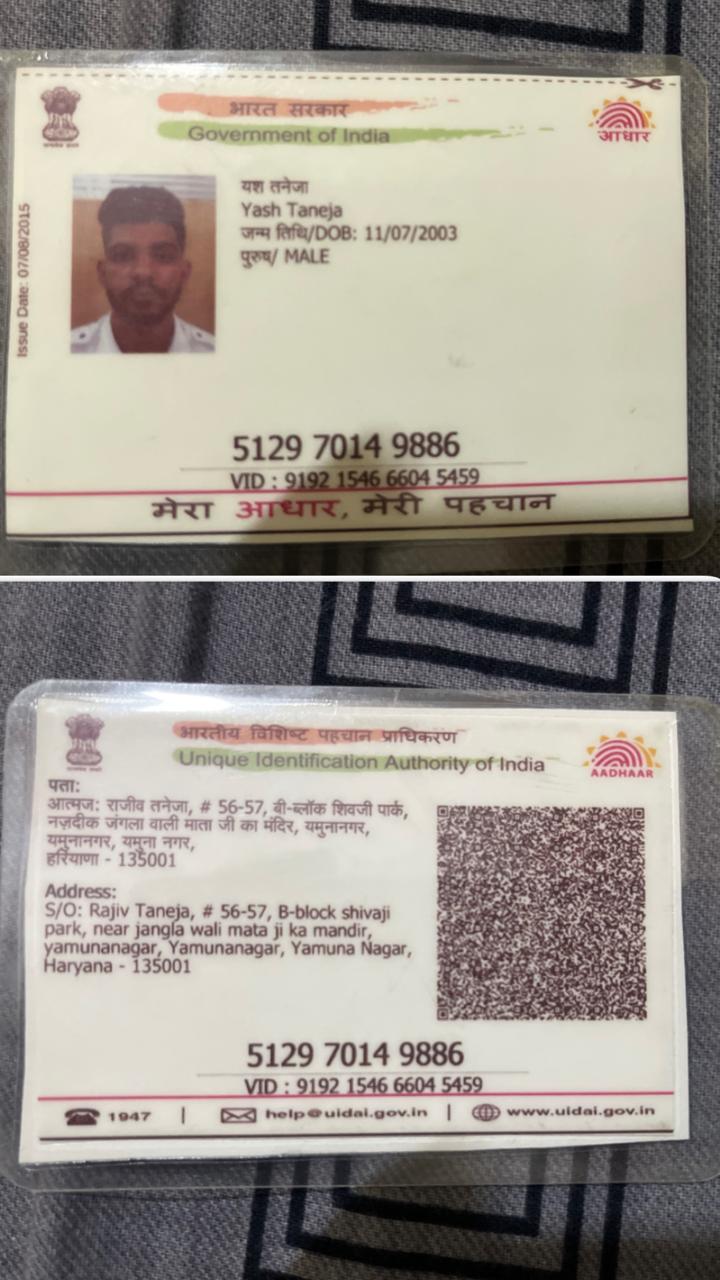 भारत सरकार
Government of India
आधार
Issue Date: 07/08/2015
यश तनेजा
Yash Taneja
जन्म तिथि/DOB: 11/07/2003
पुरुष/ MALE
5129 7014 9886
VID : 9192 1546 6604 5459
मेरा आधार, मेरी पहचान
भारतीय विशिष्ट पहचान प्राधिकरण
Unique Identification Authority of India
AADHAAR
पता:
आत्मज: राजीव तनेजा, # 56-57, बी-ब्लॉक शिवजी पार्क,
नज़दीक जंगला वाली माता जी का मंदिर, यमुनानगर,
यमुनानगर, यमुना नगर,
हरियाणा - 135001
Address:
S/O: Rajiv Taneja, # 56-57, B-block shivaji
park, near jangla wali mata ji ka mandir,
yamunanagar, Yamunanagar, Yamuna Nagar,
Haryana - 135001
5129 7014 9886
VID : 9192 1546 6604 5459
1947 | help@uidai.gov.in | www.uidai.gov.in